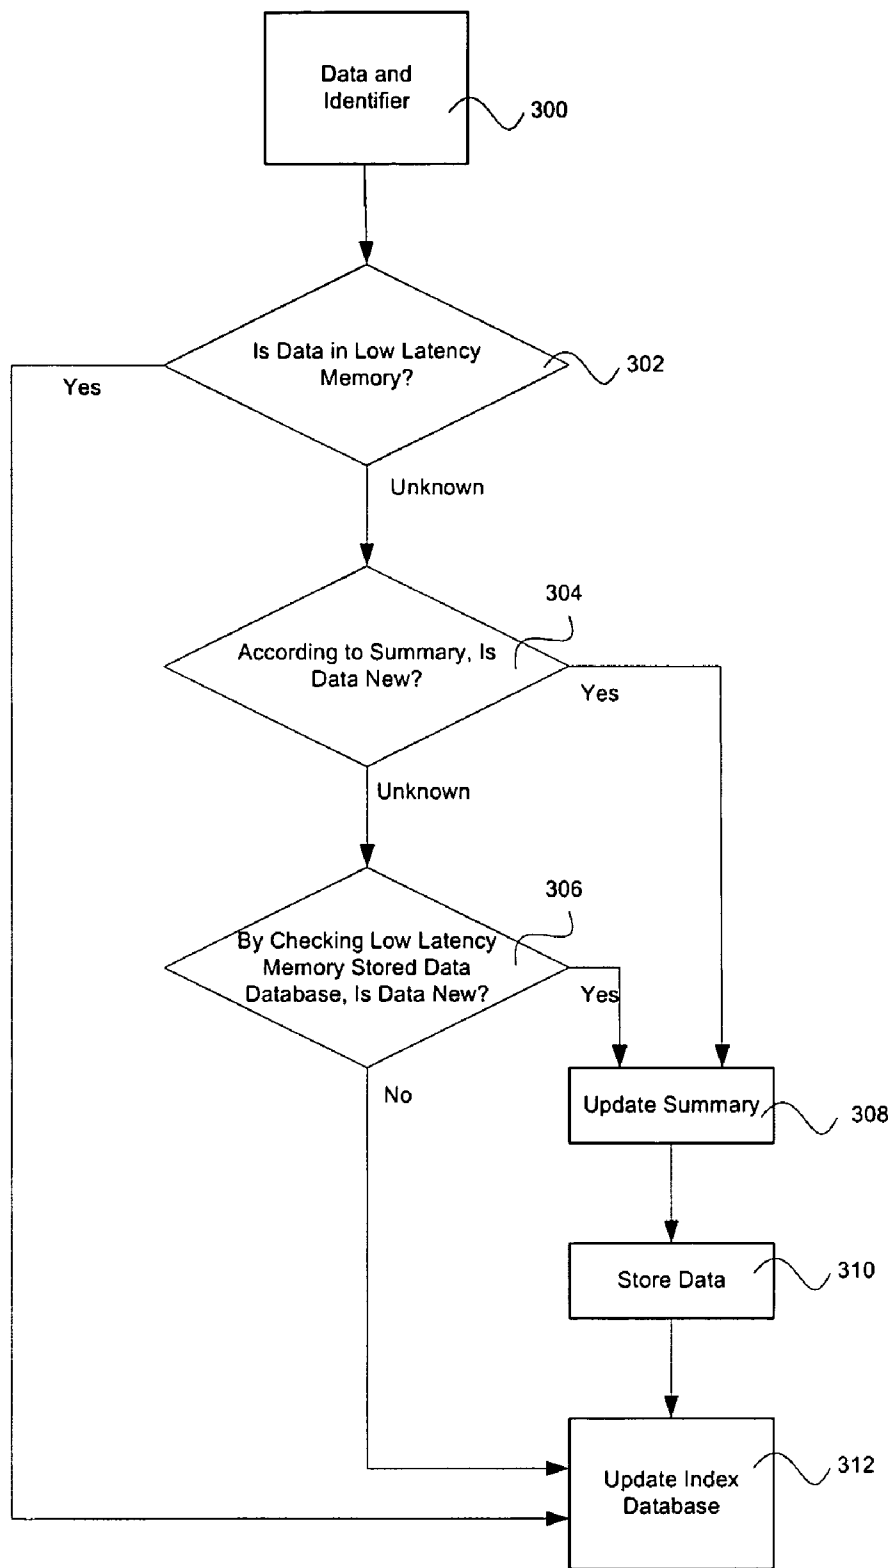 Data and
Identifier
300
Is Data in Low Latency
Memory?
302
Yes
Unknown
304
According to Summary, Is
Data New?
Yes
Unknown
306
By Checking Low Latency
Memory Stored Data
Database, Is Data New?
Yes
No
Update Summary
308
Store Data
310
Update Index
Database
312